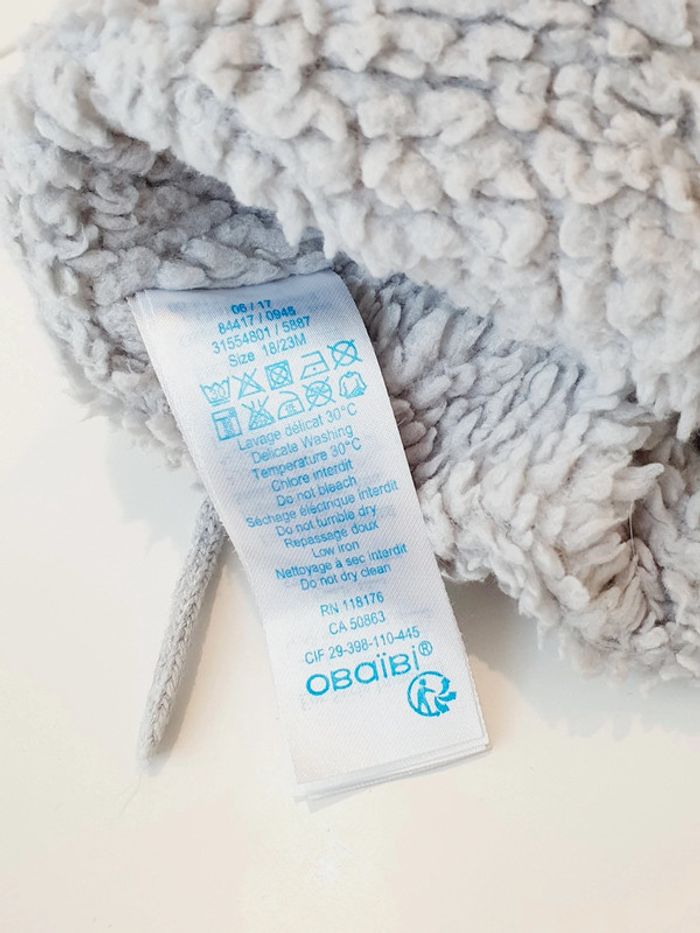 06 / 17
84417 / 0945
31554801 / 5887
Size 18/23M
30
Lavage délicat 30°C
Delicate Washing
Temperature 30°C
Chlore interdit
Do not bleach
Séchage électrique interdit
Do not tumble dry
Repassage doux
Low iron
Nettoyage à sec interdit
Do not dry clean
RN 118176
CA 50863
CIF 29-398-110-445
OBAÏBI®